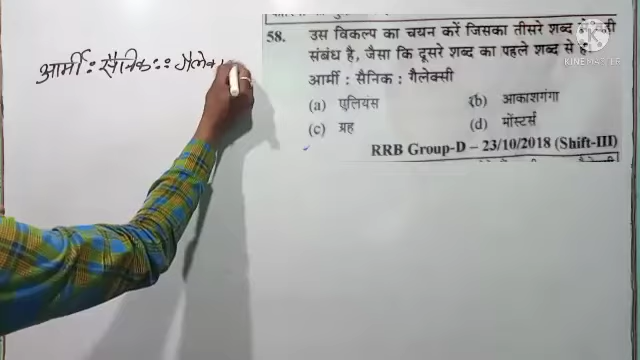 58. उस विकल्प का चयन करें जिसका तीसरे शब्द से
संबंध है, जैसा कि दूसरे शब्द का पहले शब्द से है
आर्मी : सैनिक : गैलेक्सी
(a) एलियंस (b) आकाशगंगा
(c) ग्रह (d) मोंस्टर्स
RRB Group-D – 23/10/2018 (Shift-III)
आर्मी : सैनिक : : गैलेक
KINEMASTER